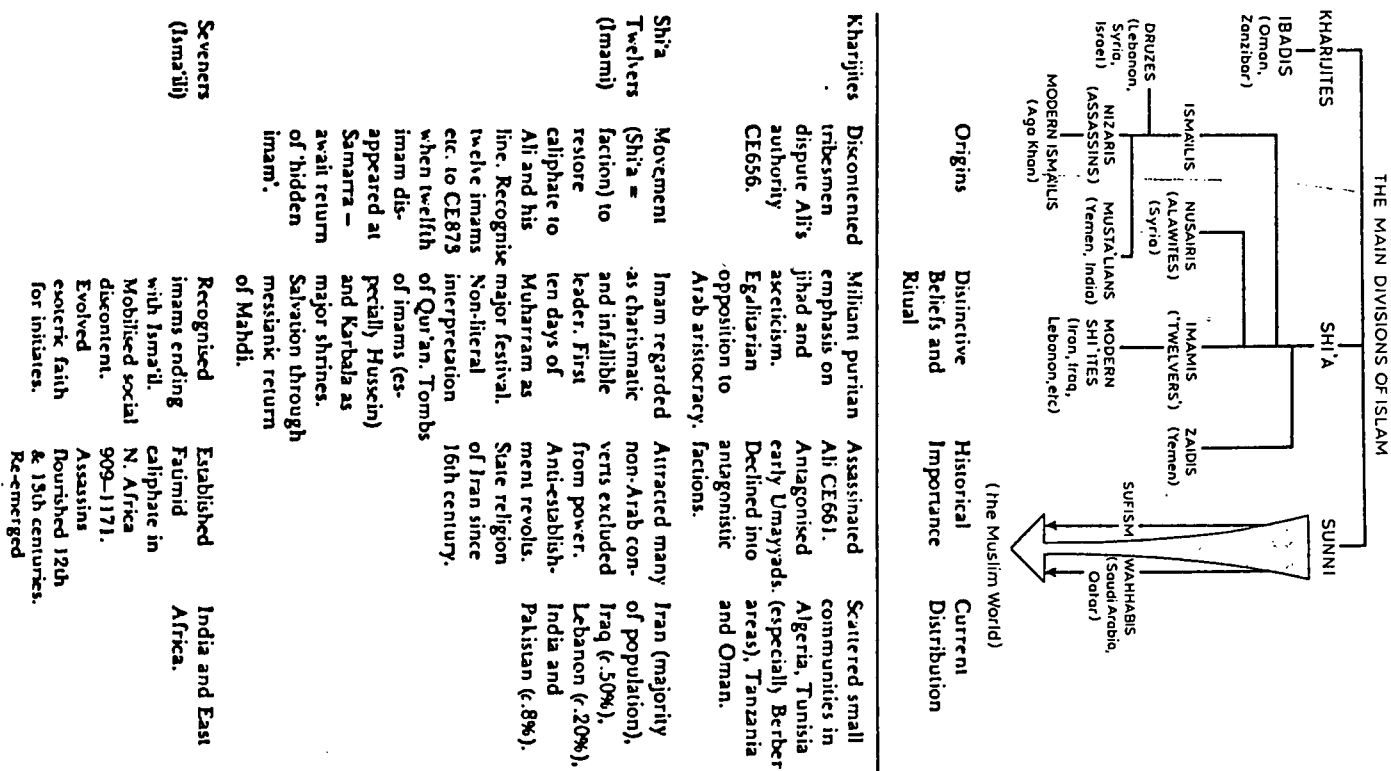 THE MAIN DIVISIONS OF ISLAM
KHARIJITES
SHI'A
SUNNI
IBADIS
(Oman,
Zanzibar)
ISMAILIS
NUSAIRIS
(ALAWITES)
(Syria)
IMAMIS
('TWELVERS')
ZAIDIS
(Yemen)
SUFISM
WAHHABIS
(Saudi Arabia,
Qatar)
DRUZES
(Lebanon,
Syria,
Israel)
NIZARIS
(ASSASSINS)
MUSTA'LIANS
(Yemen, India)
MODERN
SHI'ITES
(Iran, Iraq,
Lebanon, etc)
MODERN ISMAILIS
(Aga Khan)
(the Muslim World)
Origins
Distinctive
Beliefs and
Ritual
Historical
Importance
Current
Distribution
Kharijites
Discontented
tribesmen
dispute Ali's
authority
CE656.
Militant puritian
emphasis on
jihad and
asceticism.
Egalitarian
opposition to
Arab aristocracy.
Assassinated
Ali CE661.
Antagonised
early Umayyads.
Declined into
antagonistic
factions.
Scattered small
communities in
Algeria, Tunisia
(especially Berber
areas), Tanzania
and Oman.
Shi'a
Twelvers
(Imami)
Movement
(Shi'a =
faction) to
restore
caliphate to
Ali and his
line. Recognise
twelve imams
etc. to CE873
when twelfth
imam dis-
appeared at
Samarra –
await return
of 'hidden
imam'.
Imam regarded
as charismatic
and infallible
leader. First
ten days of
Muharram as
major festival.
Non-literal
interpretation
of Qur'an. Tombs
of imams (es-
pecially Hussein)
and Karbala as
major shrines.
Salvation through
messianic return
of Mahdi.
Attracted many
non-Arab con-
verts excluded
from power.
Anti-establish-
ment revolts.
State religion
of Iran since
16th century.
Iran (majority
of population),
Iraq (c.50%),
Lebanon (c.20%),
India and
Pakistan (c.8%).
Seveners
(Isma'ili)
Recognised
imams ending
with Isma'il.
Mobilised social
discontent.
Evolved
esoteric faith
for initiates.
Established
Fatimid
caliphate in
N. Africa
909–1171.
Assassins
flourished 12th
& 13th centuries.
Re-emerged
India and East
Africa.